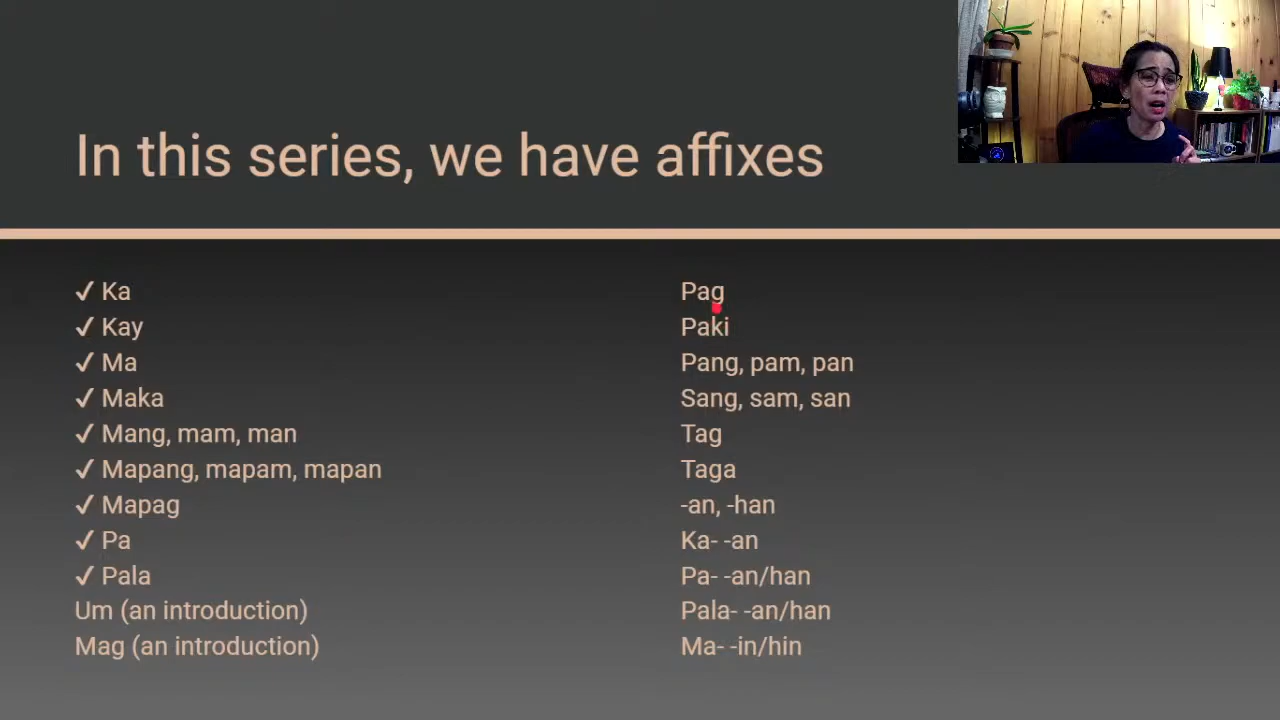 In this series, we have affixes
✓ Ka
✓ Kay
✓ Ma
✓ Maka
✓ Mang, mam, man
✓ Mapang, mapam, mapan
✓ Mapag
✓ Pa
✓ Pala
Um (an introduction)
Mag (an introduction)
Pag
Paki
Pang, pam, pan
Sang, sam, san
Tag
Taga
-an, -han
Ka- -an
Pa- -an/han
Pala- -an/han
Ma- -in/hin